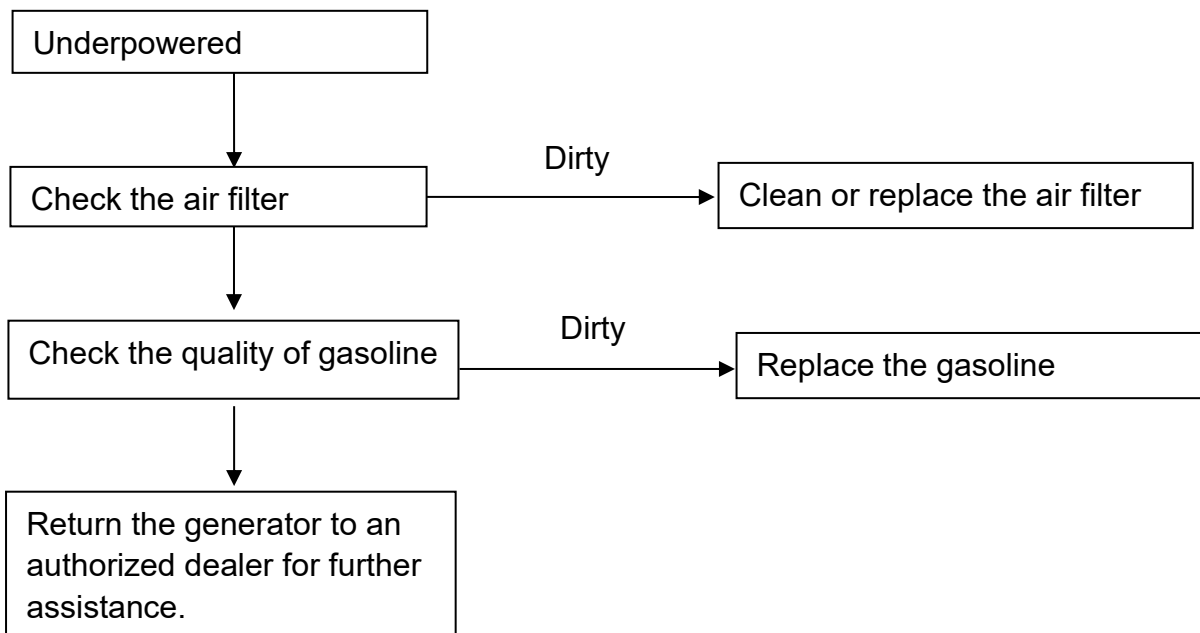 Underpowered
Dirty
Check the air filter
Clean or replace the air filter
Dirty
Check the quality of gasoline
Replace the gasoline
Return the generator to an
authorized dealer for further
assistance.